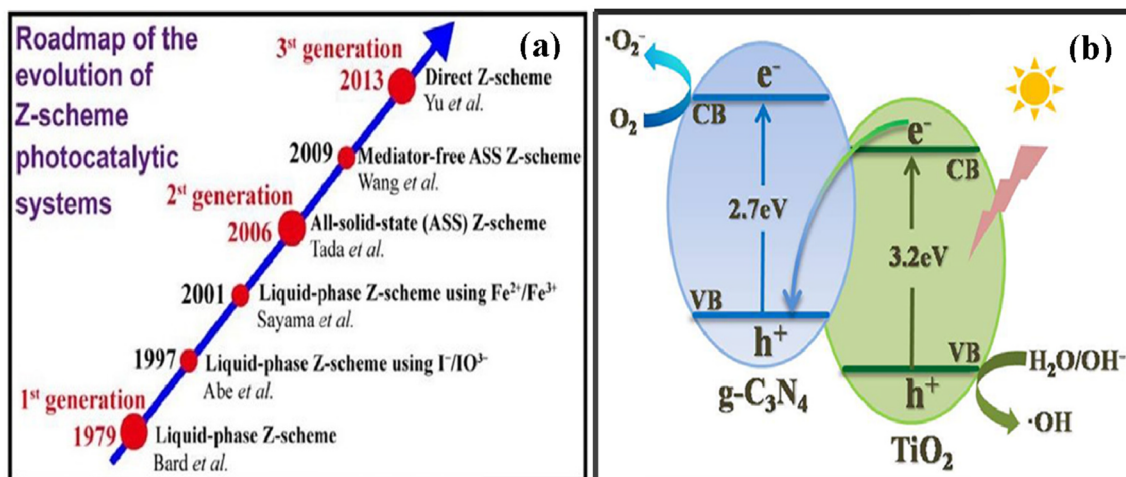 Roadmap of the
evolution of
Z-scheme
photocatalytic
systems
(a)
3st generation
2013
Direct Z-scheme
Yu et al.
2009
Mediator-free ASS Z-scheme
Wang et al.
2st generation
2006
All-solid-state (ASS) Z-scheme
Tada et al.
2001
Liquid-phase Z-scheme using Fe²⁺/Fe³⁺
Sayama et al.
1997
Liquid-phase Z-scheme using I⁻/IO³⁻
Abe et al.
1st generation
1979
Liquid-phase Z-scheme
Bard et al.
(b)
·O₂⁻
O₂
e⁻
CB
2.7eV
VB
h⁺
g-C₃N₄
e⁻
CB
3.2eV
VB
h⁺
H₂O/OH⁻
·OH
TiO₂